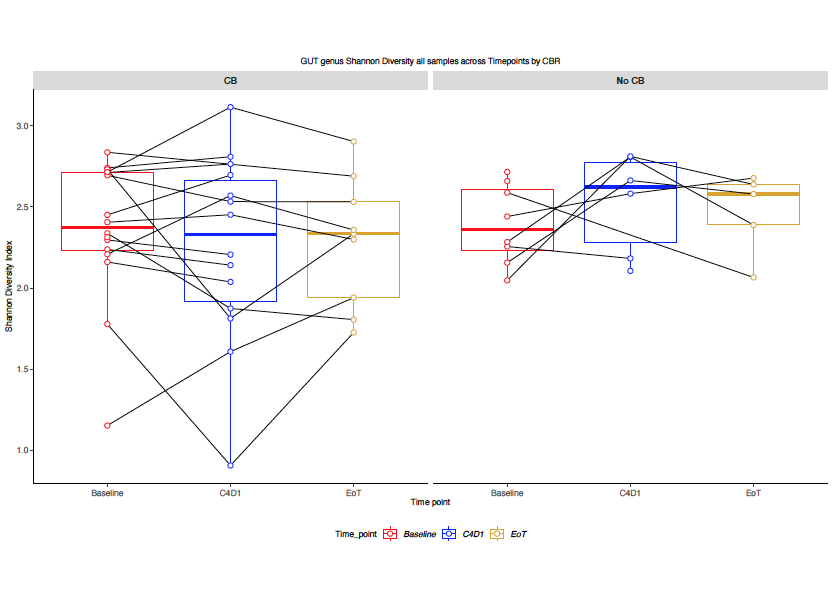 GUT genus Shannon Diversity all samples across Timepoints by CBR
CB
No CB
Shannon Diversity Index
3.0
2.5
2.0
1.5
1.0
Baseline
C4D1
EoT
Baseline
C4D1
EoT
Time point
Time_point Baseline C4D1 EoT